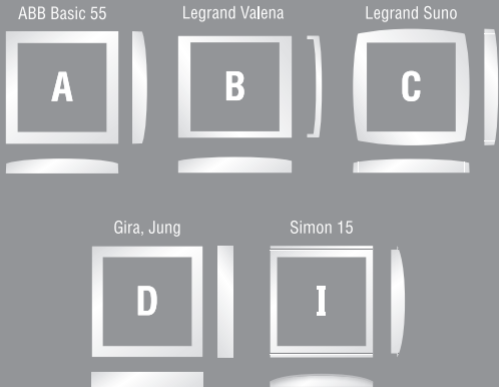 ABB Basic 55 Legrand Valena Legrand Suno
A B C
Gira, Jung Simon 15
D I